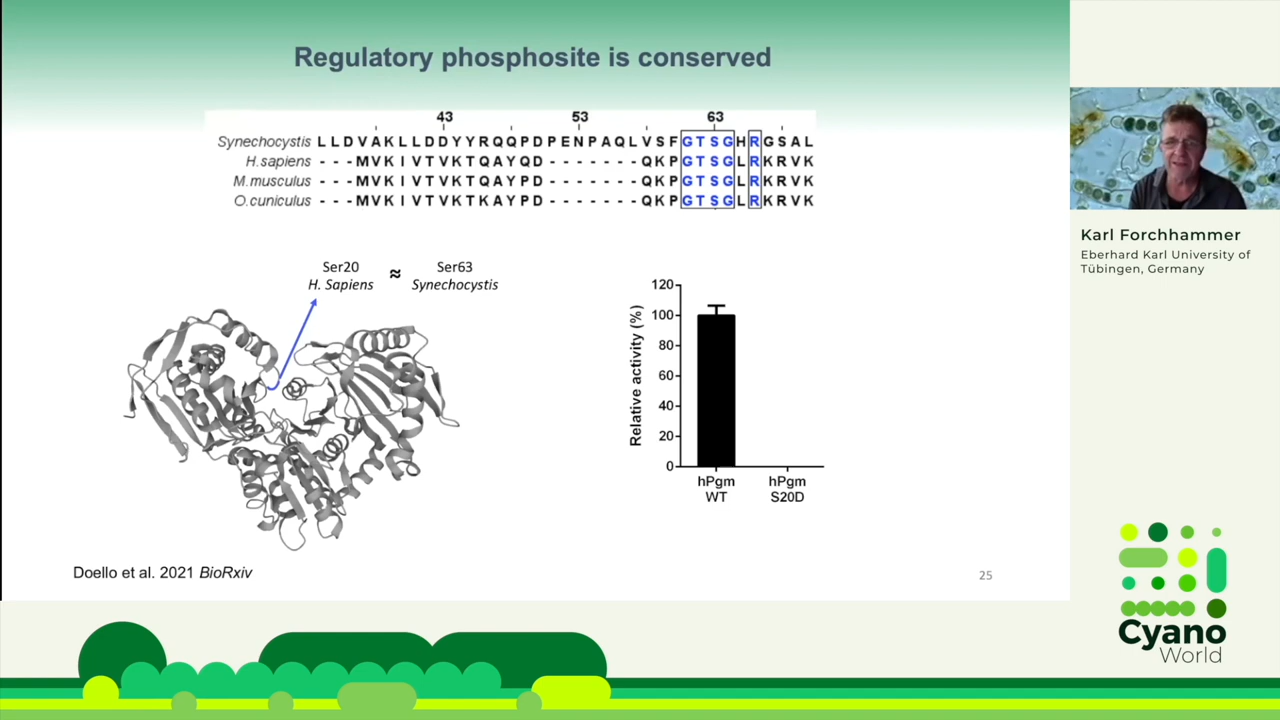 Regulatory phosphosite is conserved
43 53 63
Synechocystis LLDVAKLLDDYYRQQPDPENPAQLVSFGTSGHRGSAL
H.sapiens ---MVKIVTVKTQAYQD-------QKPGTSGLRKRVK
M.musculus ---MVKIVTVKTQAYPD-------QKPGTSGLRKRVK
O.cuniculus ---MVKIVTVKTKAYPD-------QKPGTSGLRKRVK
Ser20 ≈ Ser63
H. Sapiens Synechocystis
Relative activity (%)
120
100
80
60
40
20
0
hPgm hPgm
WT S20D
Doello et al. 2021 BioRxiv
25
Karl Forchhammer
Eberhard Karl University of
Tübingen, Germany
Cyano
World